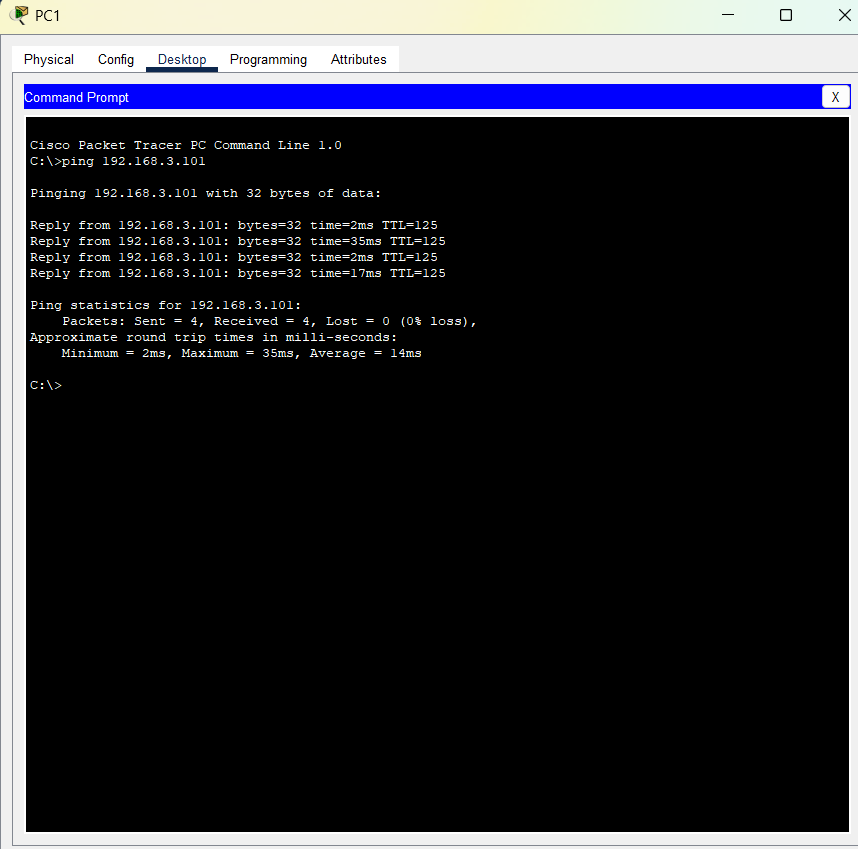 PC1
Physical Config Desktop Programming Attributes
Command Prompt X
Cisco Packet Tracer PC Command Line 1.0
C:\>ping 192.168.3.101
Pinging 192.168.3.101 with 32 bytes of data:
Reply from 192.168.3.101: bytes=32 time=2ms TTL=125
Reply from 192.168.3.101: bytes=32 time=35ms TTL=125
Reply from 192.168.3.101: bytes=32 time=2ms TTL=125
Reply from 192.168.3.101: bytes=32 time=17ms TTL=125
Ping statistics for 192.168.3.101:
    Packets: Sent = 4, Received = 4, Lost = 0 (0% loss),
Approximate round trip times in milli-seconds:
    Minimum = 2ms, Maximum = 35ms, Average = 14ms
C:\>